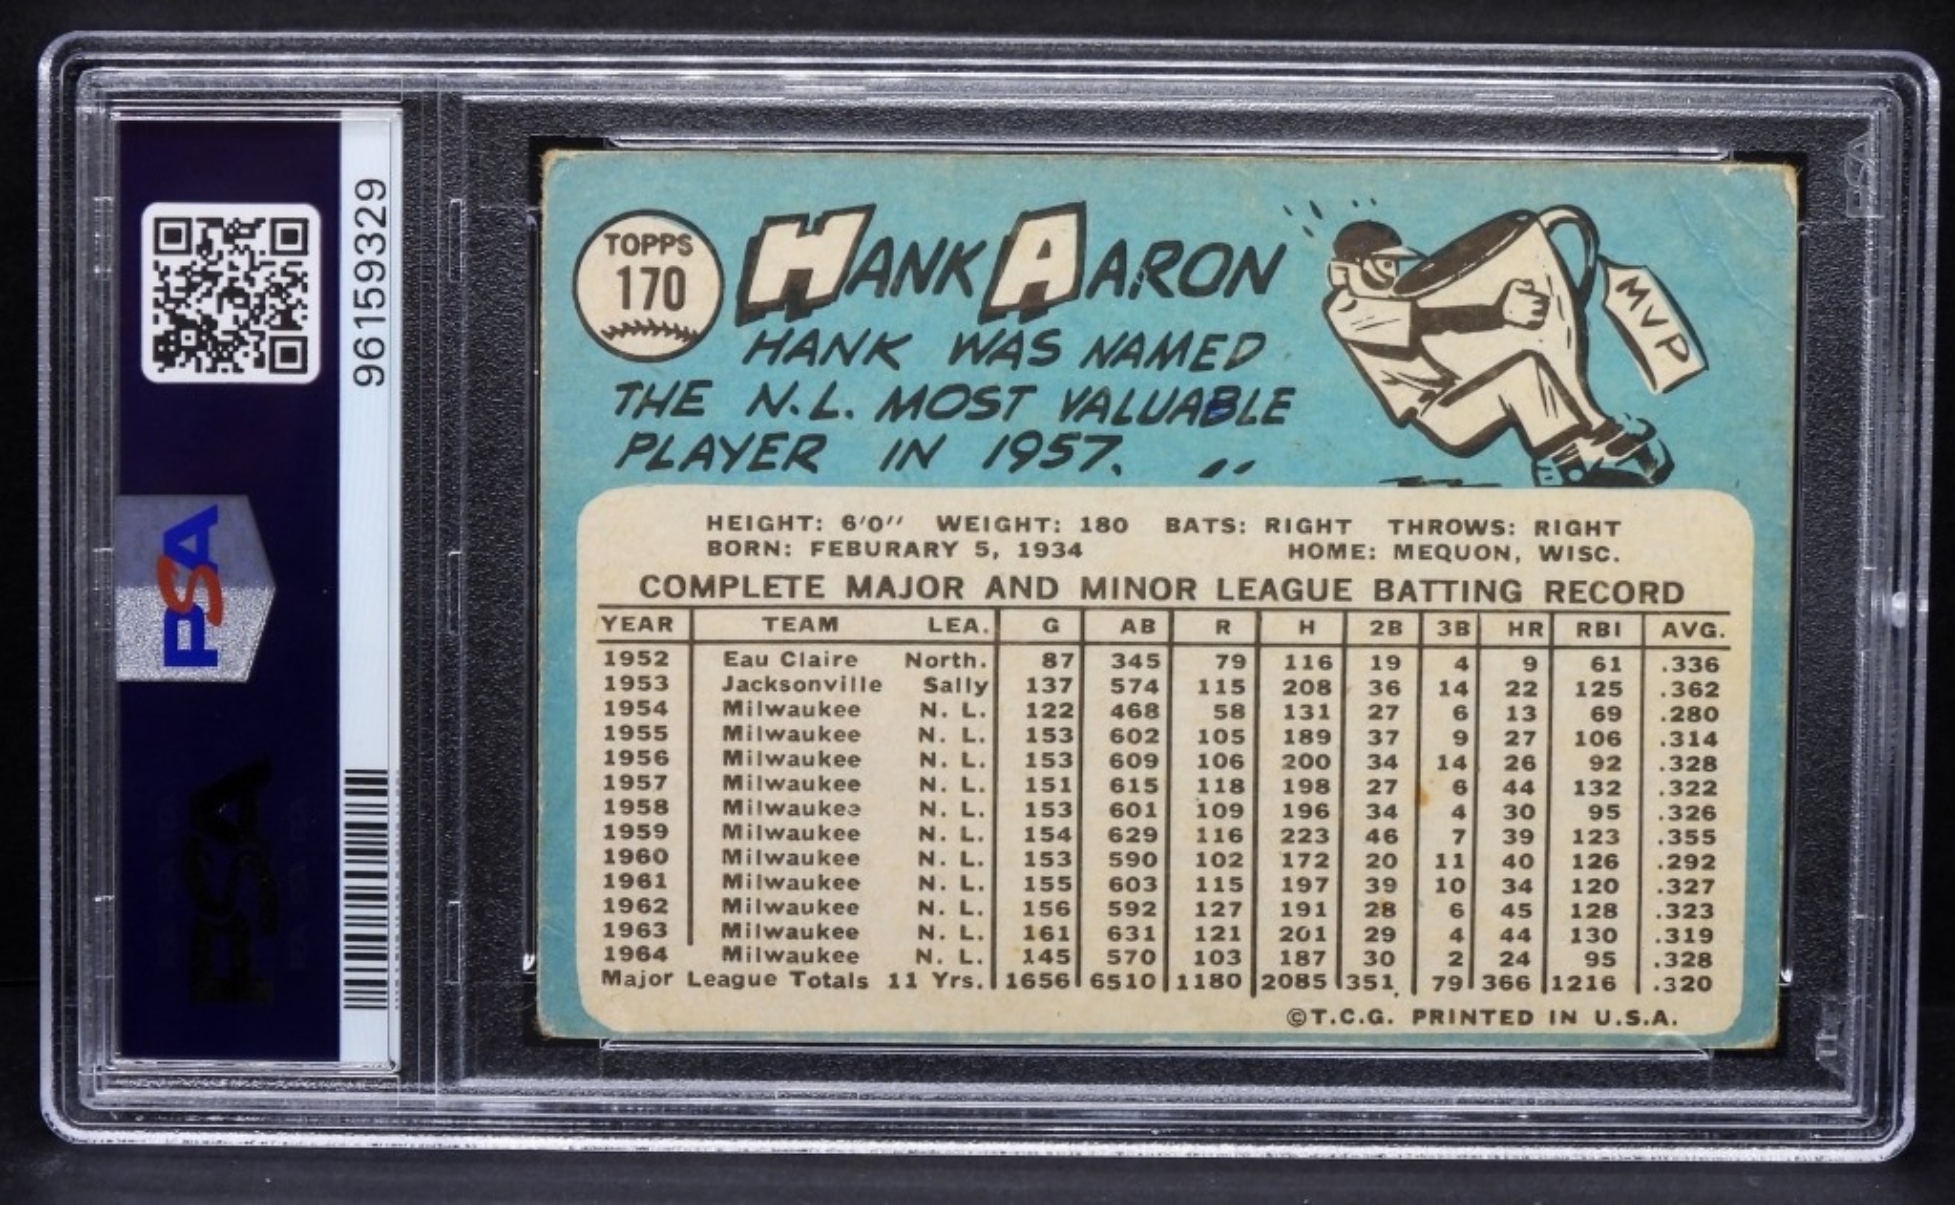 96159329
PSA
TOPPS
170
HANK AARON
HANK WAS NAMED
THE N.L. MOST VALUABLE
PLAYER IN 1957.
MVP
HEIGHT: 6'0" WEIGHT: 180 BATS: RIGHT THROWS: RIGHT
BORN: FEBURARY 5, 1934 HOME: MEQUON, WISC.
COMPLETE MAJOR AND MINOR LEAGUE BATTING RECORD
YEAR TEAM LEA. G AB R H 2B 3B HR RBI AVG.
1952 Eau Claire North. 87 345 79 116 19 4 9 61 .336
1953 Jacksonville Sally 137 574 115 208 36 14 22 125 .362
1954 Milwaukee N. L. 122 468 58 131 27 6 13 69 .280
1955 Milwaukee N. L. 153 602 105 189 37 9 27 106 .314
1956 Milwaukee N. L. 153 609 106 200 34 14 26 92 .328
1957 Milwaukee N. L. 151 615 118 198 27 6 44 132 .322
1958 Milwaukee N. L. 153 601 109 196 34 4 30 95 .326
1959 Milwaukee N. L. 154 629 116 223 46 7 39 123 .355
1960 Milwaukee N. L. 153 590 102 172 20 11 40 126 .292
1961 Milwaukee N. L. 155 603 115 197 39 10 34 120 .327
1962 Milwaukee N. L. 156 592 127 191 28 6 45 128 .323
1963 Milwaukee N. L. 161 631 121 201 29 4 44 130 .319
1964 Milwaukee N. L. 145 570 103 187 30 2 24 95 .328
Major League Totals 11 Yrs. 1656 6510 1180 2085 351 79 366 1216 .320
©T.C.G. PRINTED IN U.S.A.
PSA
PSA